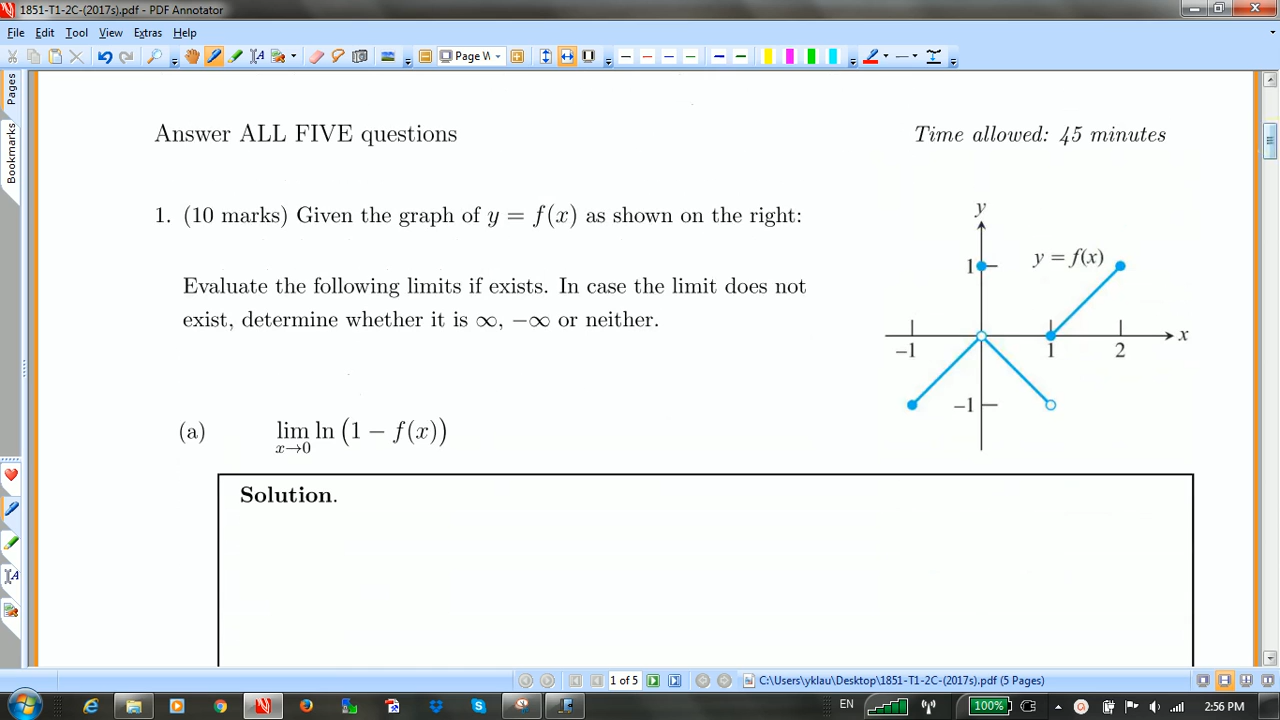 1851-T1-2C-(2017s).pdf - PDF Annotator
File Edit Tool View Extras Help
Page W
Pages
Bookmarks
Answer ALL FIVE questions
Time allowed: 45 minutes
1. (10 marks) Given the graph of y = f(x) as shown on the right:
Evaluate the following limits if exists. In case the limit does not
exist, determine whether it is ∞, −∞ or neither.
y
1
y = f(x)
x
−1
1
2
−1
(a) lim x→0 ln (1 − f(x))
Solution.
1 of 5
C:\Users\yklau\Desktop\1851-T1-2C-(2017s).pdf (5 Pages)
EN
100%
2:56 PM